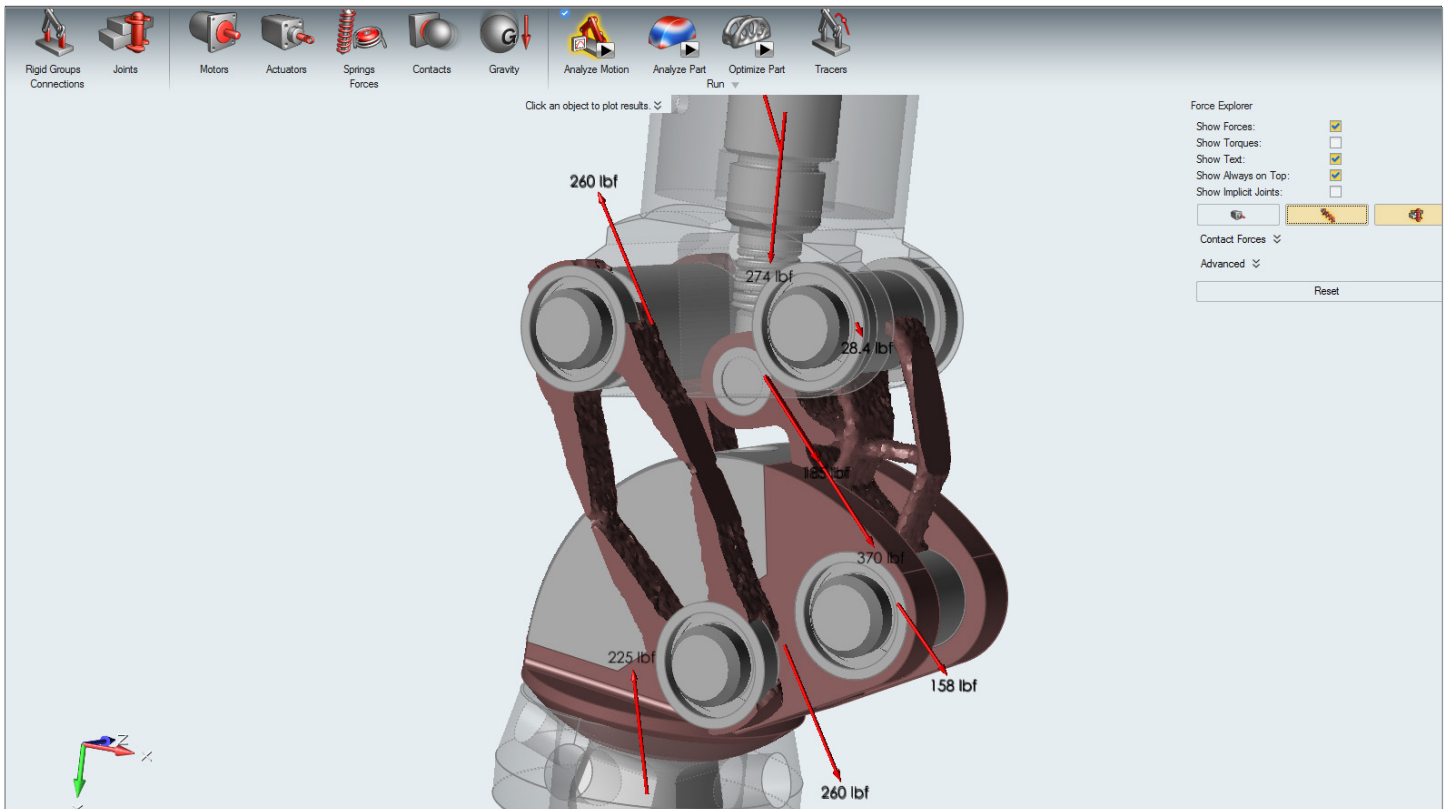 Rigid Groups
Joints
Motors
Actuators
Springs
Contacts
Gravity
G
Analyze Motion
Analyze Part
Optimize Part
Tracers
Connections
Forces
Run
Click an object to plot results.
Force Explorer
Show Forces:
Show Torques:
Show Text:
Show Always on Top:
Show Implicit Joints:
Contact Forces
Advanced
Reset
260 lbf
274 lbf
28.4 lbf
185 lbf
370 lbf
225 lbf
158 lbf
260 lbf
Z
X